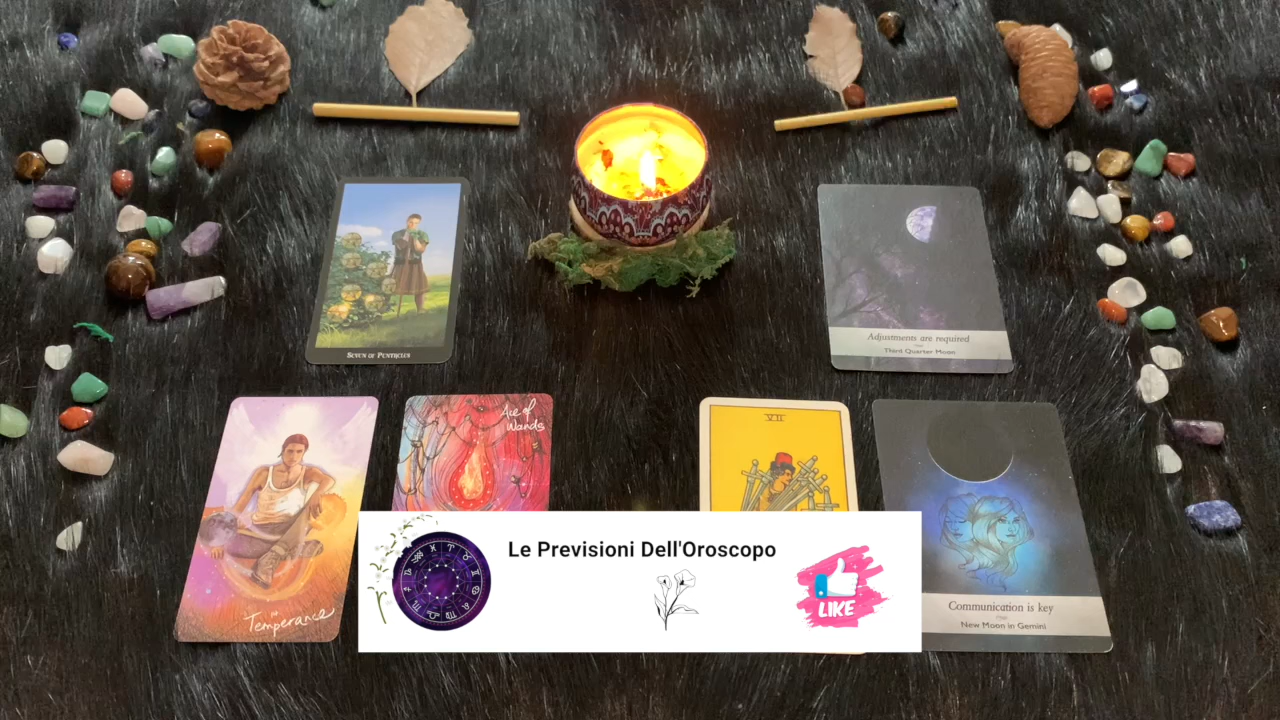 Seven of Pentacles
Adjustments are required
Third Quarter Moon
Ace of
Wands
VII
Temperance
Le Previsioni Dell'Oroscopo
LIKE
Communication is key
New Moon in Gemini